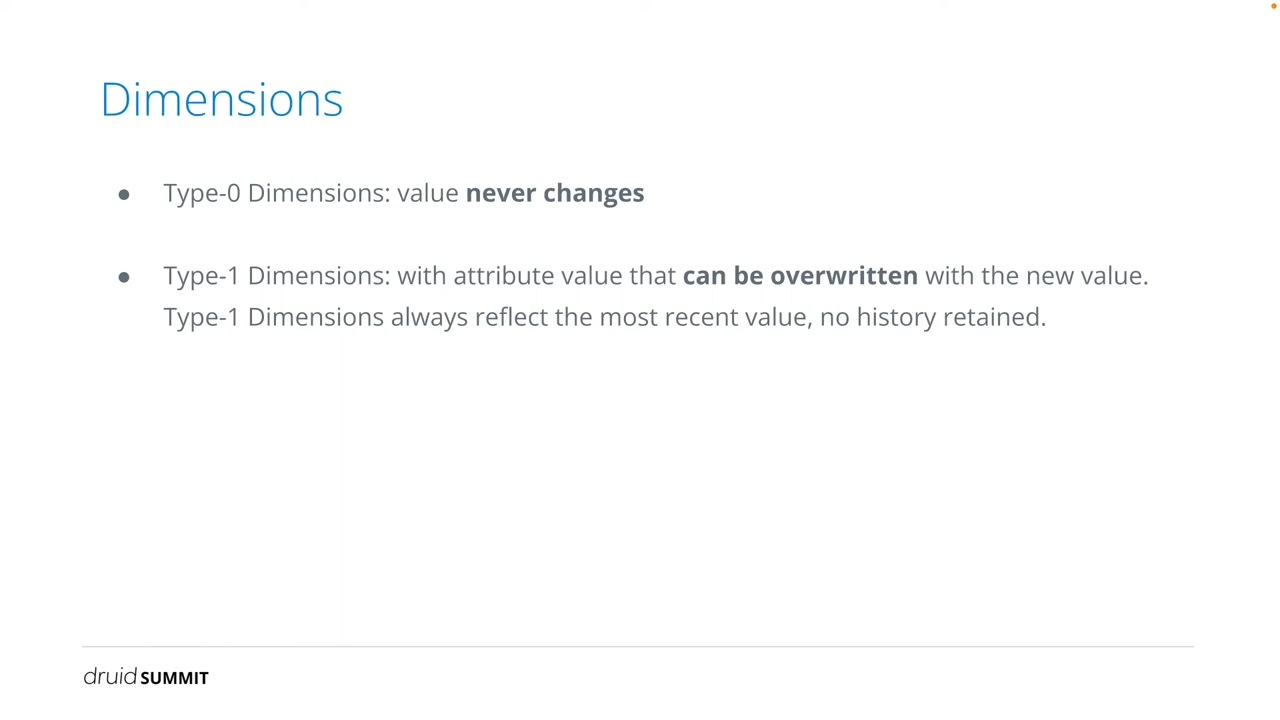 Dimensions
● Type-0 Dimensions: value never changes
● Type-1 Dimensions: with attribute value that can be overwritten with the new value.
Type-1 Dimensions always reflect the most recent value, no history retained.
druid SUMMIT